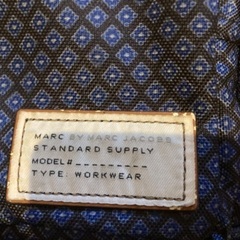 MARC BY MARC JACOBS
STANDARD SUPPLY
MODEL# _ _ _ _ _ _ _ _ _
TYPE: WORKWEAR